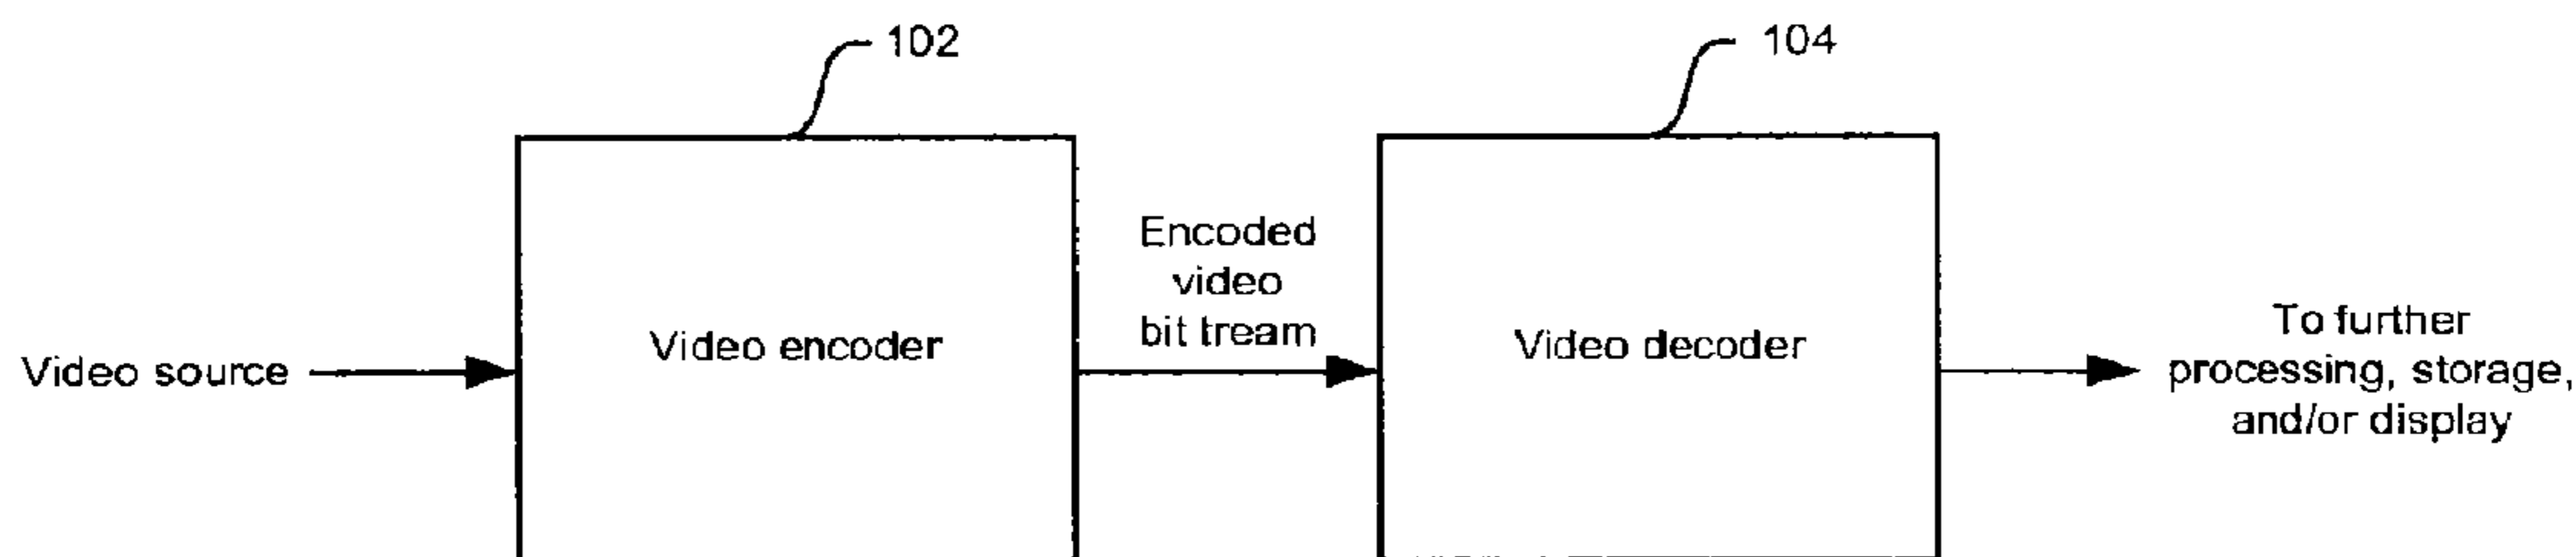 102
104
Video source
Video encoder
Encoded
video
bit tream
Video decoder
To further
processing, storage,
and/or display